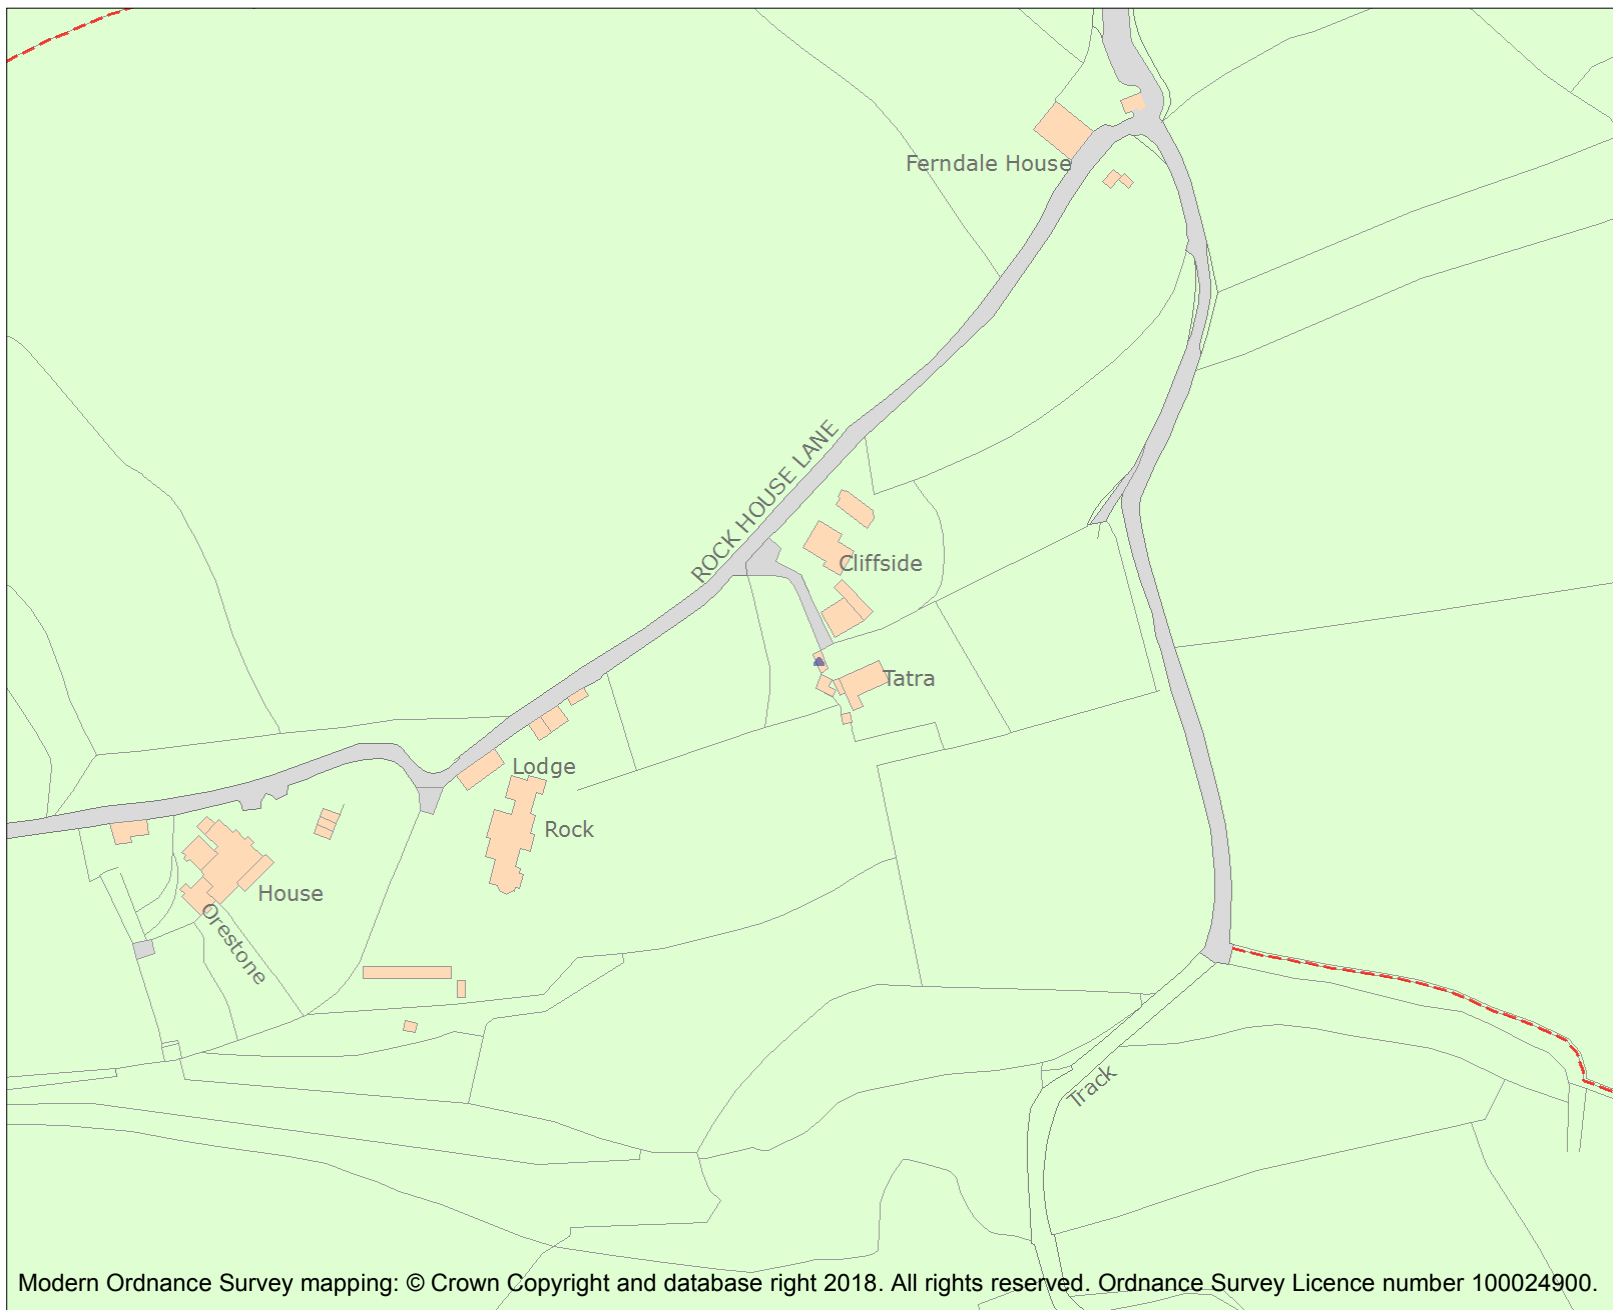 Ferndale House
ROCK HOUSE LANE
Cliffside
Tatra
Lodge
Rock
House
Orestone
Track
Modern Ordnance Survey mapping: © Crown Copyright and database right 2018. All rights reserved. Ordnance Survey Licence number 100024900.